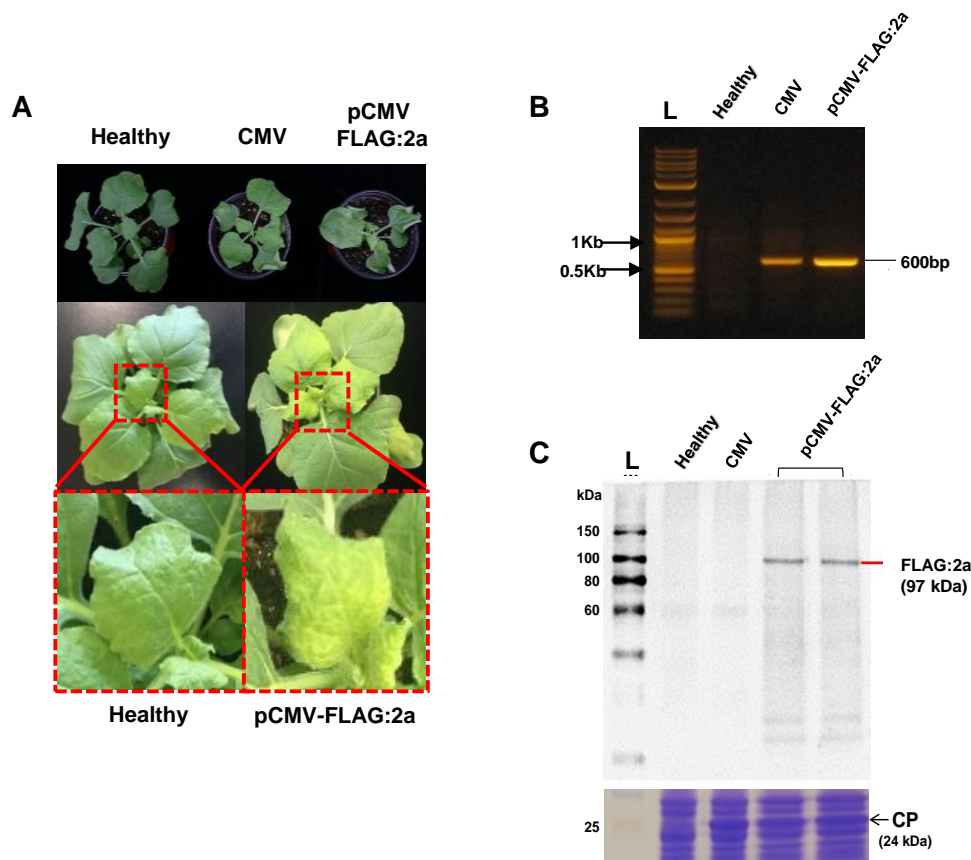 A
Healthy
CMV
pCMV
FLAG:2a
Healthy
pCMV-FLAG:2a
B
L
Healthy
CMV
pCMV-FLAG:2a
1Kb
0.5Kb
600bp
C
L
Healthy
CMV
pCMV-FLAG:2a
kDa
150
100
80
60
FLAG:2a
(97 kDa)
25
CP
(24 kDa)